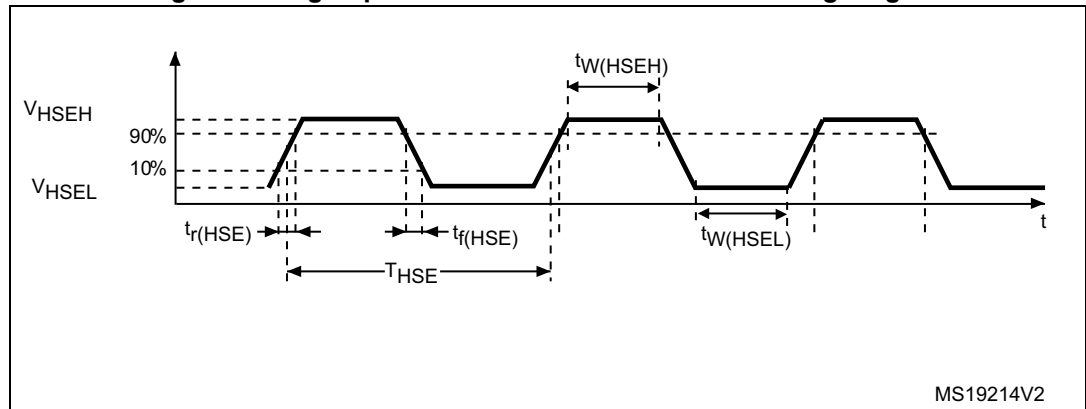 tW(HSEH)
VHSEH
90%
10%
VHSEL
tr(HSE)
tf(HSE)
tW(HSEL)
t
THSE
MS19214V2